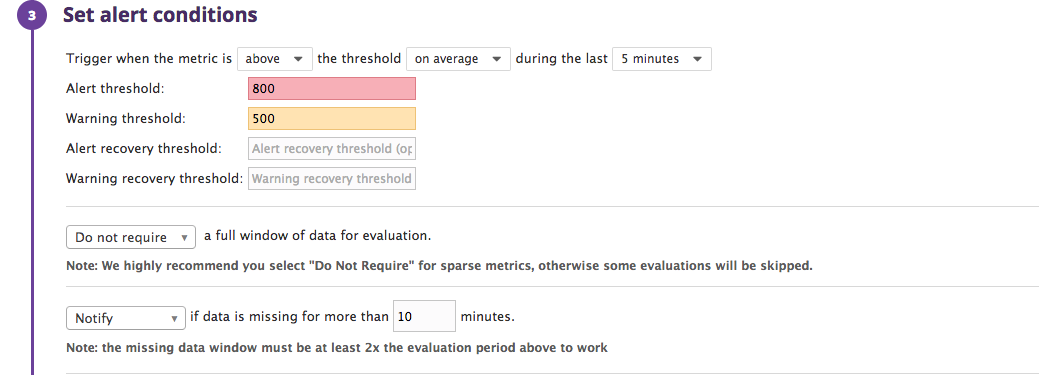 3 Set alert conditions
Trigger when the metric is above the threshold on average during the last 5 minutes
Alert threshold: 800
Warning threshold: 500
Alert recovery threshold: Alert recovery threshold (op
Warning recovery threshold: Warning recovery threshold
Do not require a full window of data for evaluation.
Note: We highly recommend you select "Do Not Require" for sparse metrics, otherwise some evaluations will be skipped.
Notify if data is missing for more than 10 minutes.
Note: the missing data window must be at least 2x the evaluation period above to work